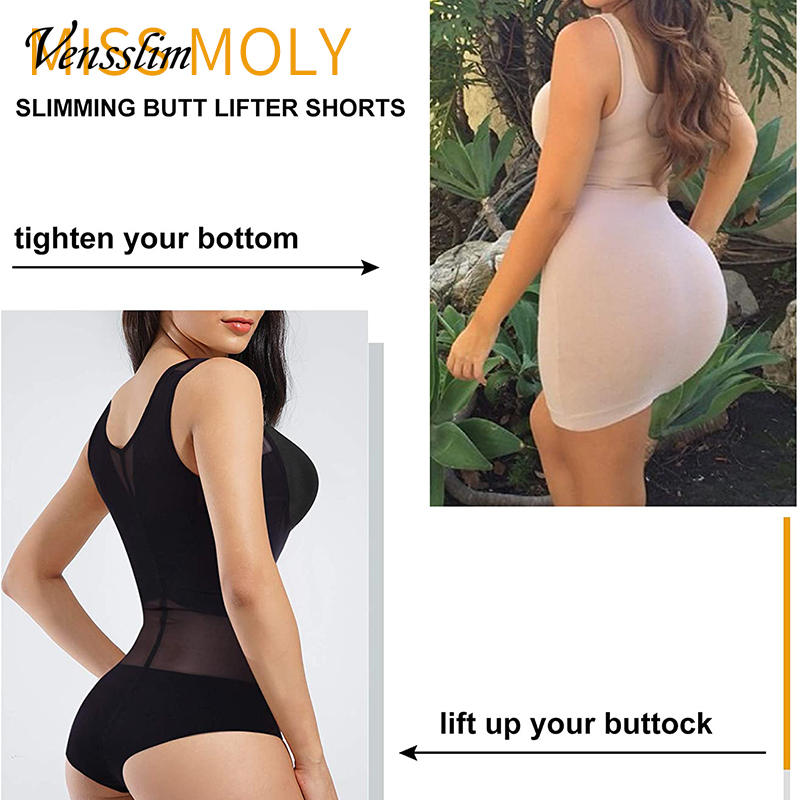 Vensslim
MISS MOLY
SLIMMING BUTT LIFTER SHORTS
tighten your bottom
lift up your buttock